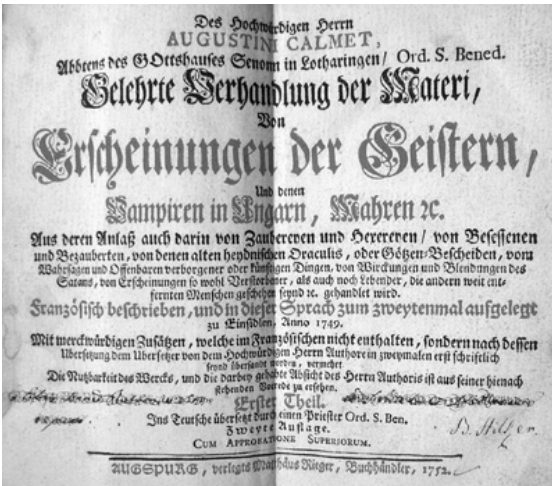 Des Hochwürdigen Herrn
AUGUSTINI CALMET,
Abbtens des GOttshauses Senonn in Lotharingen/ Ord. S. Bened.
Gelehrte Verhandlung der Materi,
Von
Erscheinungen der Geistern,
Und denen
Vampiren in Ungarn, Mahren ꝛc.
Aus deren Anlaß auch darin von Zaubereyen und Hexereyen/ von Besessenen
und Bezauberten, von denen alten heydnischen Oraculis, oder Götzen-Bescheiden, vom
Wahrsagen und Offenbaren verborgener oder künftigen Dingen, von Würckungen und Blendungen des
Satans, von Erscheinungen so wohl Verstorbener, als auch noch Lebender, die andern weit ent-
fernten Menschen geschehen seynd ꝛc. gehandlet wird.
Französisch beschrieben, und in dieser Sprach zum zweytenmal aufgelegt
zu Einsidlen, Anno 1749.
Mit merckwürdigen Zusätzen, welche im Französischen nicht enthalten, sondern nach dessen
Ubersetzung dem Ubersetzer von dem Hochwürdigen Herrn Authore in zweymalen erst schriftlich
seynd übersandt worden, vermehrt
Die Nutzbarkeit des Wercks, und die darbey gehabte Absicht des Herrn Authoris ist aus seiner hienach
stehenden Vorrede zu ersehen.
Erster Theil.
Ins Teutsche übersetzt durch einen Priester Ord. S. Ben.
Zweyte Auflage.
CUM APPROBATIONE SUPERIORUM.
AUGSPURG, verlegts Matthäus Rieger, Buchhändler, 1752.